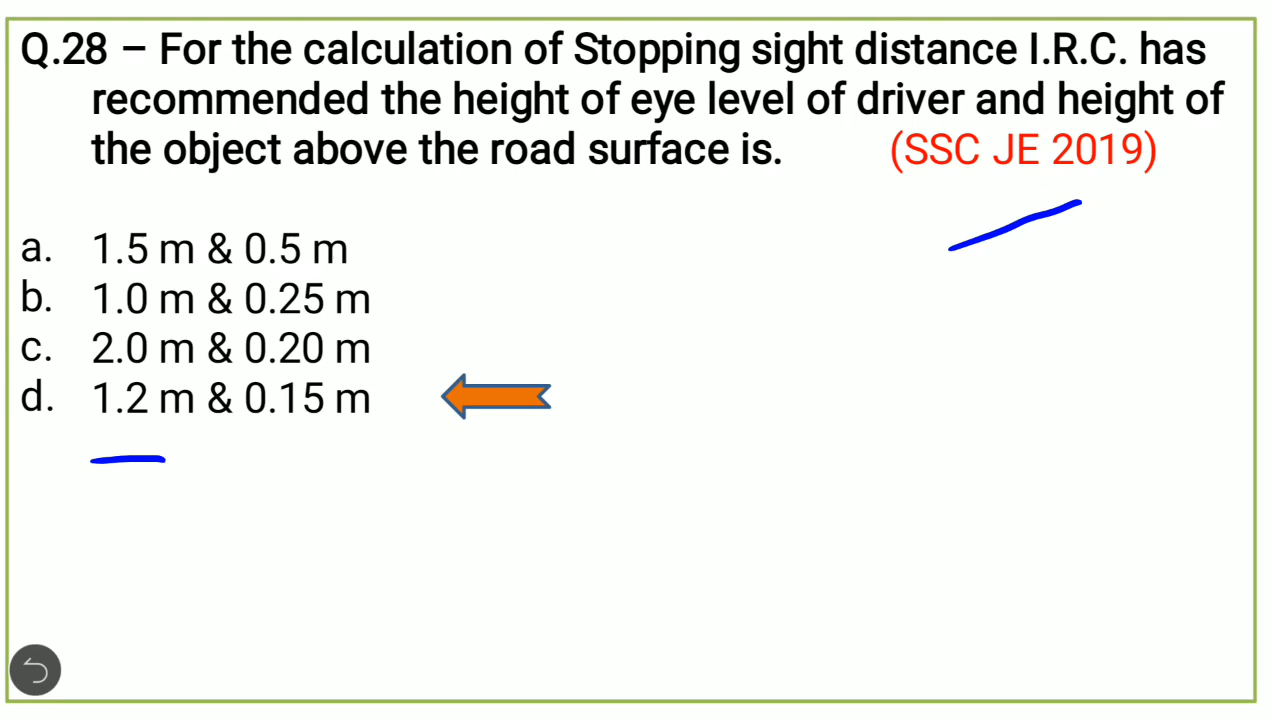 Q.28 – For the calculation of Stopping sight distance I.R.C. has
recommended the height of eye level of driver and height of
the object above the road surface is. (SSC JE 2019)
a. 1.5 m & 0.5 m
b. 1.0 m & 0.25 m
c. 2.0 m & 0.20 m
d. 1.2 m & 0.15 m